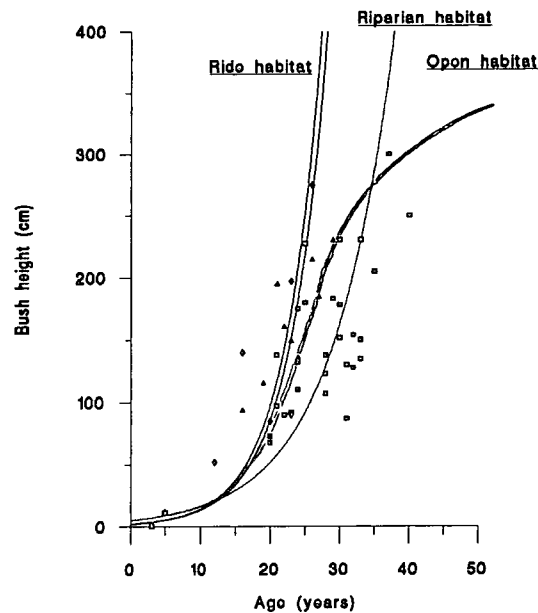 Riparian habitat
Rido habitat
Opon habitat
400
300
200
100
0
Bush height (cm)
0 10 20 30 40 50
Age (years)